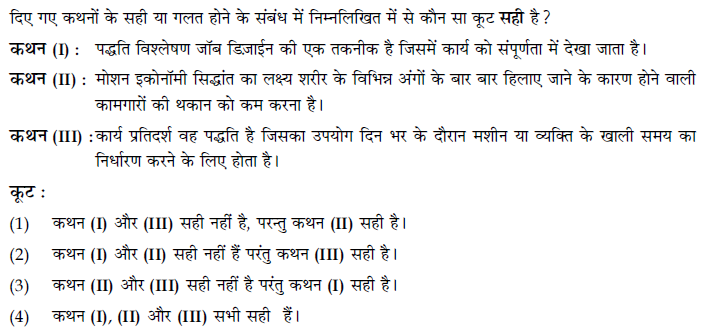 दिए गए कथनों के सही या गलत होने के संबंध में निम्नलिखित में से कौन सा कूट सही है ?
कथन (I) : पद्धति विश्लेषण जॉब डिज़ाईन की एक तकनीक है जिसमें कार्य को संपूर्णता में देखा जाता है।
कथन (II) : मोशन इकोनॉमी सिद्धांत का लक्ष्य शरीर के विभिन्न अंगों के बार बार हिलाए जाने के कारण होने वाली
कामगारों की थकान को कम करना है।
कथन (III) : कार्य प्रतिदर्श वह पद्धति है जिसका उपयोग दिन भर के दौरान मशीन या व्यक्ति के खाली समय का
निर्धारण करने के लिए होता है।
कूट :
(1) कथन (I) और (III) सही नहीं है, परन्तु कथन (II) सही है।
(2) कथन (I) और (II) सही नहीं हैं परंतु कथन (III) सही है।
(3) कथन (II) और (III) सही नहीं है परंतु कथन (I) सही है।
(4) कथन (I), (II) और (III) सभी सही हैं।